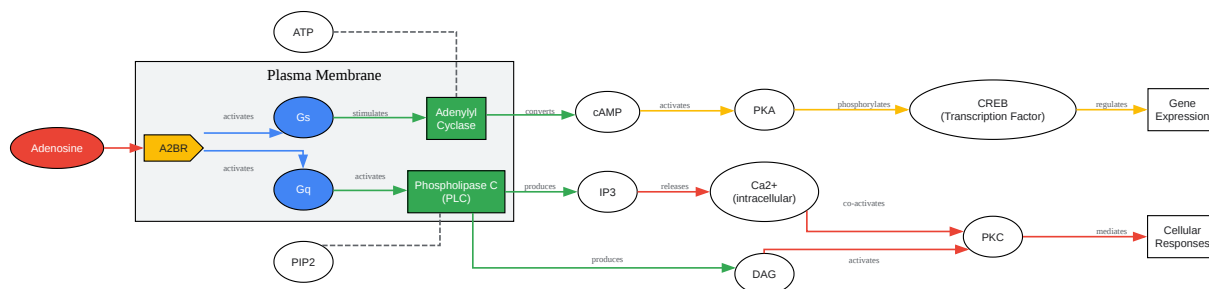 ATP
Plasma Membrane
activates
Gs
stimulates
Adenylyl
Cyclase
converts
cAMP
activates
PKA
phosphorylates
CREB
(Transcription Factor)
regulates
Gene
Expression
Adenosine
A2BR
activates
Gq
activates
Phospholipase C
(PLC)
produces
IP3
releases
Ca2+
(intracellular)
co-activates
PKC
mediates
Cellular
Responses
PIP2
produces
DAG
activates